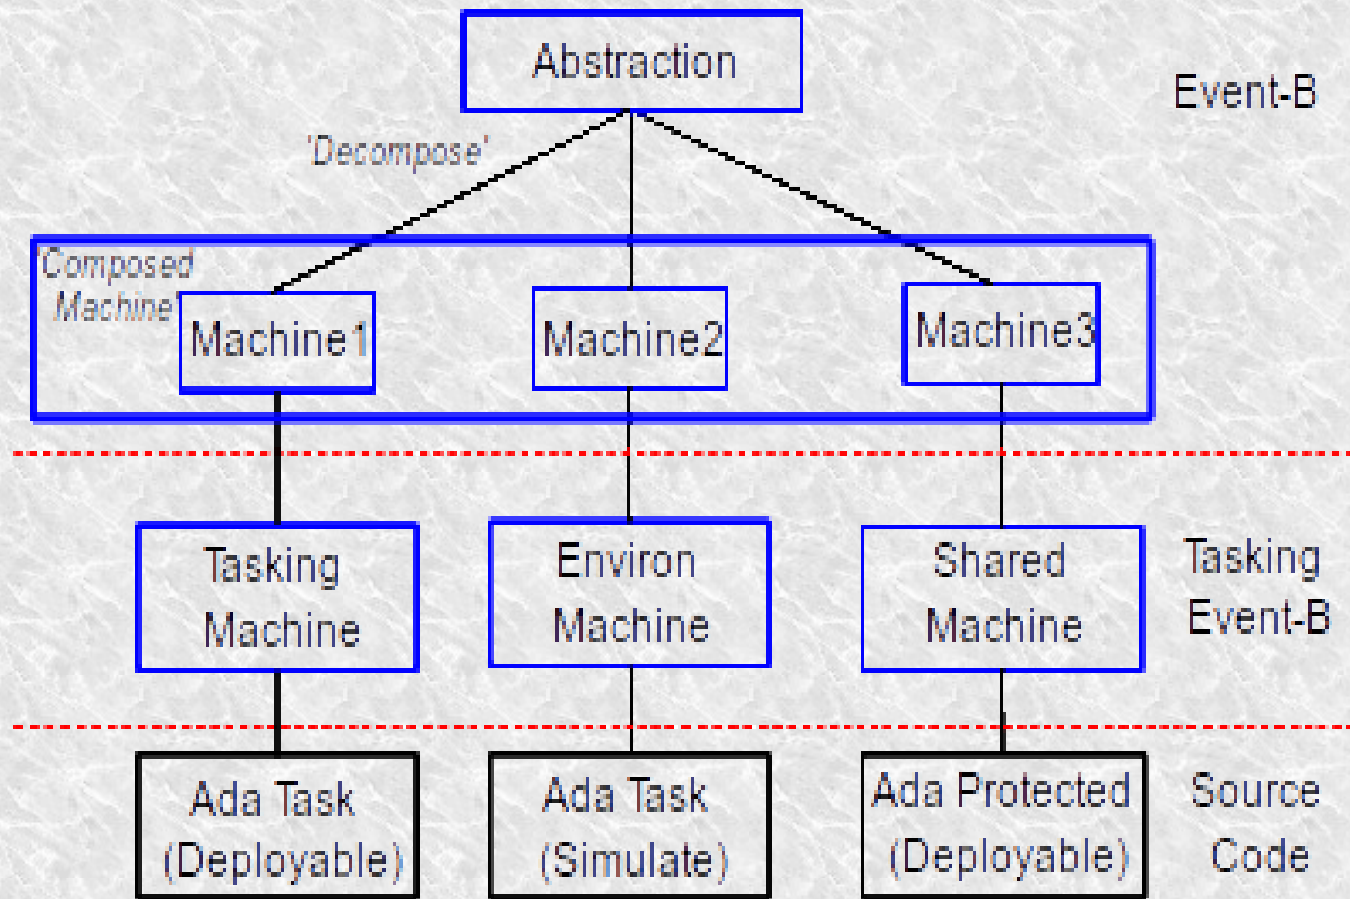 Abstraction
Event-B
'Decompose'
'Composed
Machine'
Machine1
Machine2
Machine3
Tasking
Machine
Environ
Machine
Shared
Machine
Tasking
Event-B
Ada Task
(Deployable)
Ada Task
(Simulate)
Ada Protected
(Deployable)
Source
Code